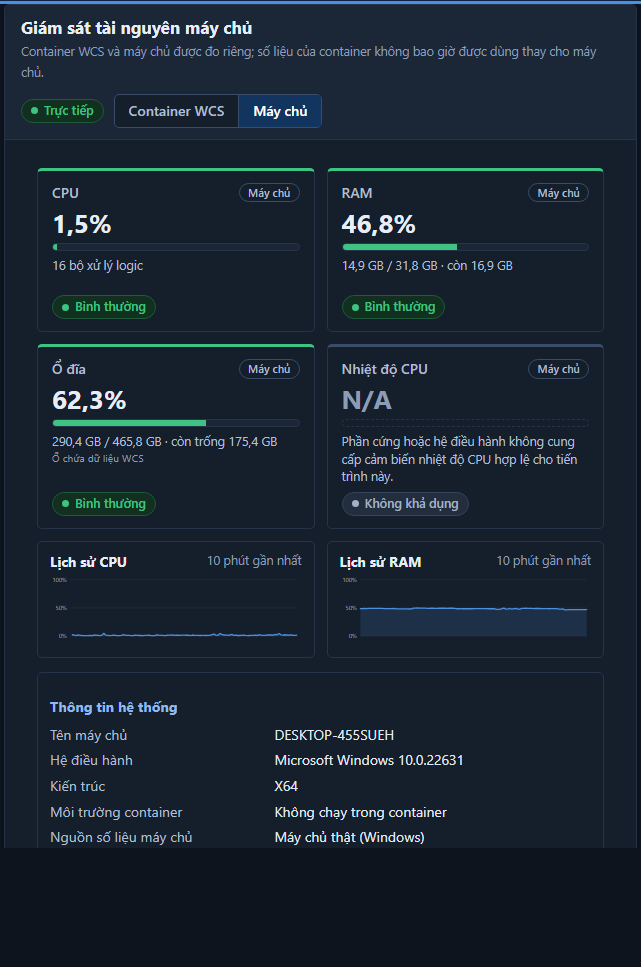 Giám sát tài nguyên máy chủ
Container WCS và máy chủ được đo riêng; số liệu của container không bao giờ được dùng thay cho máy
chủ.
Trực tiếp
Container WCS
Máy chủ
CPU
Máy chủ
1,5%
16 bộ xử lý logic
Bình thường
RAM
Máy chủ
46,8%
14,9 GB / 31,8 GB · còn 16,9 GB
Bình thường
Ổ đĩa
Máy chủ
62,3%
290,4 GB / 465,8 GB · còn trống 175,4 GB
Ổ chứa dữ liệu WCS
Bình thường
Nhiệt độ CPU
Máy chủ
N/A
Phần cứng hoặc hệ điều hành không cung
cấp cảm biến nhiệt độ CPU hợp lệ cho tiến
trình này.
Không khả dụng
Lịch sử CPU
10 phút gần nhất
100%
50%
0%
Lịch sử RAM
10 phút gần nhất
100%
50%
0%
Thông tin hệ thống
Tên máy chủ
DESKTOP-455SUEH
Hệ điều hành
Microsoft Windows 10.0.22631
Kiến trúc
X64
Môi trường container
Không chạy trong container
Nguồn số liệu máy chủ
Máy chủ thật (Windows)